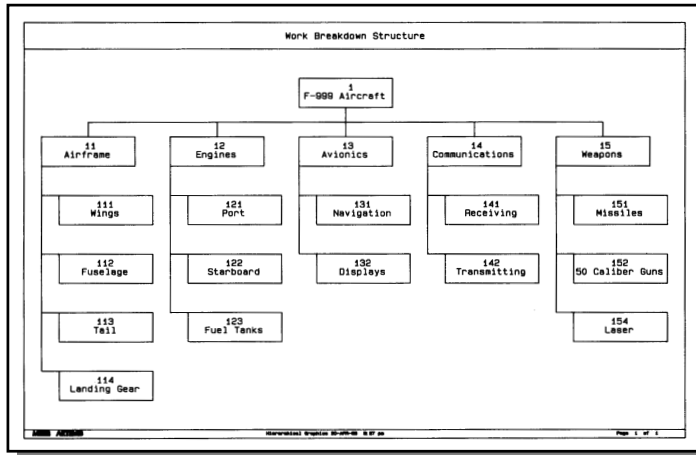 Work Breakdown Structure
1
F-999 Aircraft
11
Airframe
12
Engines
13
Avionics
14
Communications
15
Weapons
111
Wings
121
Port
131
Navigation
141
Receiving
151
Missiles
112
Fuselage
122
Starboard
132
Displays
142
Transmitting
152
50 Caliber Guns
113
Tail
123
Fuel Tanks
154
Laser
114
Landing Gear
Hierarchical Graphics
Page 1 of 1